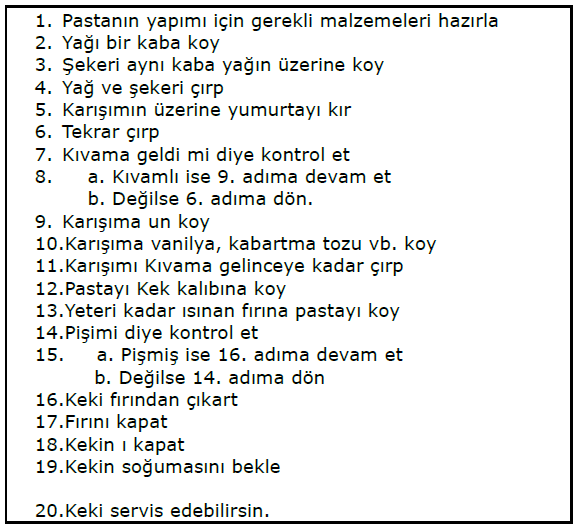 1. Pastanın yapımı için gerekli malzemeleri hazırla
2. Yağı bir kaba koy
3. Şekeri aynı kaba yağın üzerine koy
4. Yağ ve şekeri çırp
5. Karışımın üzerine yumurtayı kır
6. Tekrar çırp
7. Kıvama geldi mi diye kontrol et
8. a. Kıvamlı ise 9. adıma devam et
b. Değilse 6. adıma dön.
9. Karışıma un koy
10.Karışıma vanilya, kabartma tozu vb. koy
11.Karışımı Kıvama gelinceye kadar çırp
12.Pastayı Kek kalıbına koy
13.Yeteri kadar ısınan fırına pastayı koy
14.Pişimi diye kontrol et
15. a. Pişmiş ise 16. adıma devam et
b. Değilse 14. adıma dön
16.Keki fırından çıkart
17.Fırını kapat
18.Kekin ı kapat
19.Kekin soğumasını bekle
20.Keki servis edebilirsin.